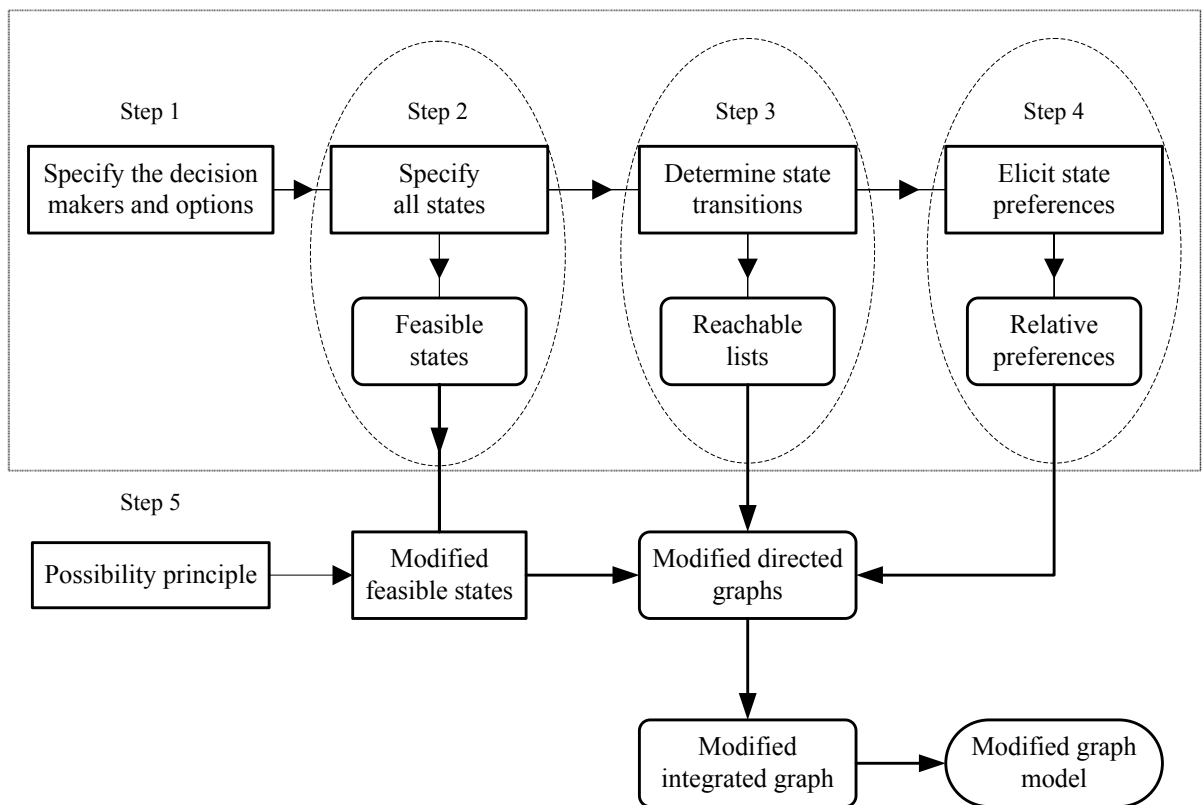 Step 1
Step 2
Step 3
Step 4
Specify the decision
makers and options
Specify
all states
Determine state
transitions
Elicit state
preferences
Feasible
states
Reachable
lists
Relative
preferences
Step 5
Possibility principle
Modified
feasible states
Modified directed
graphs
Modified
integrated graph
Modified graph
model